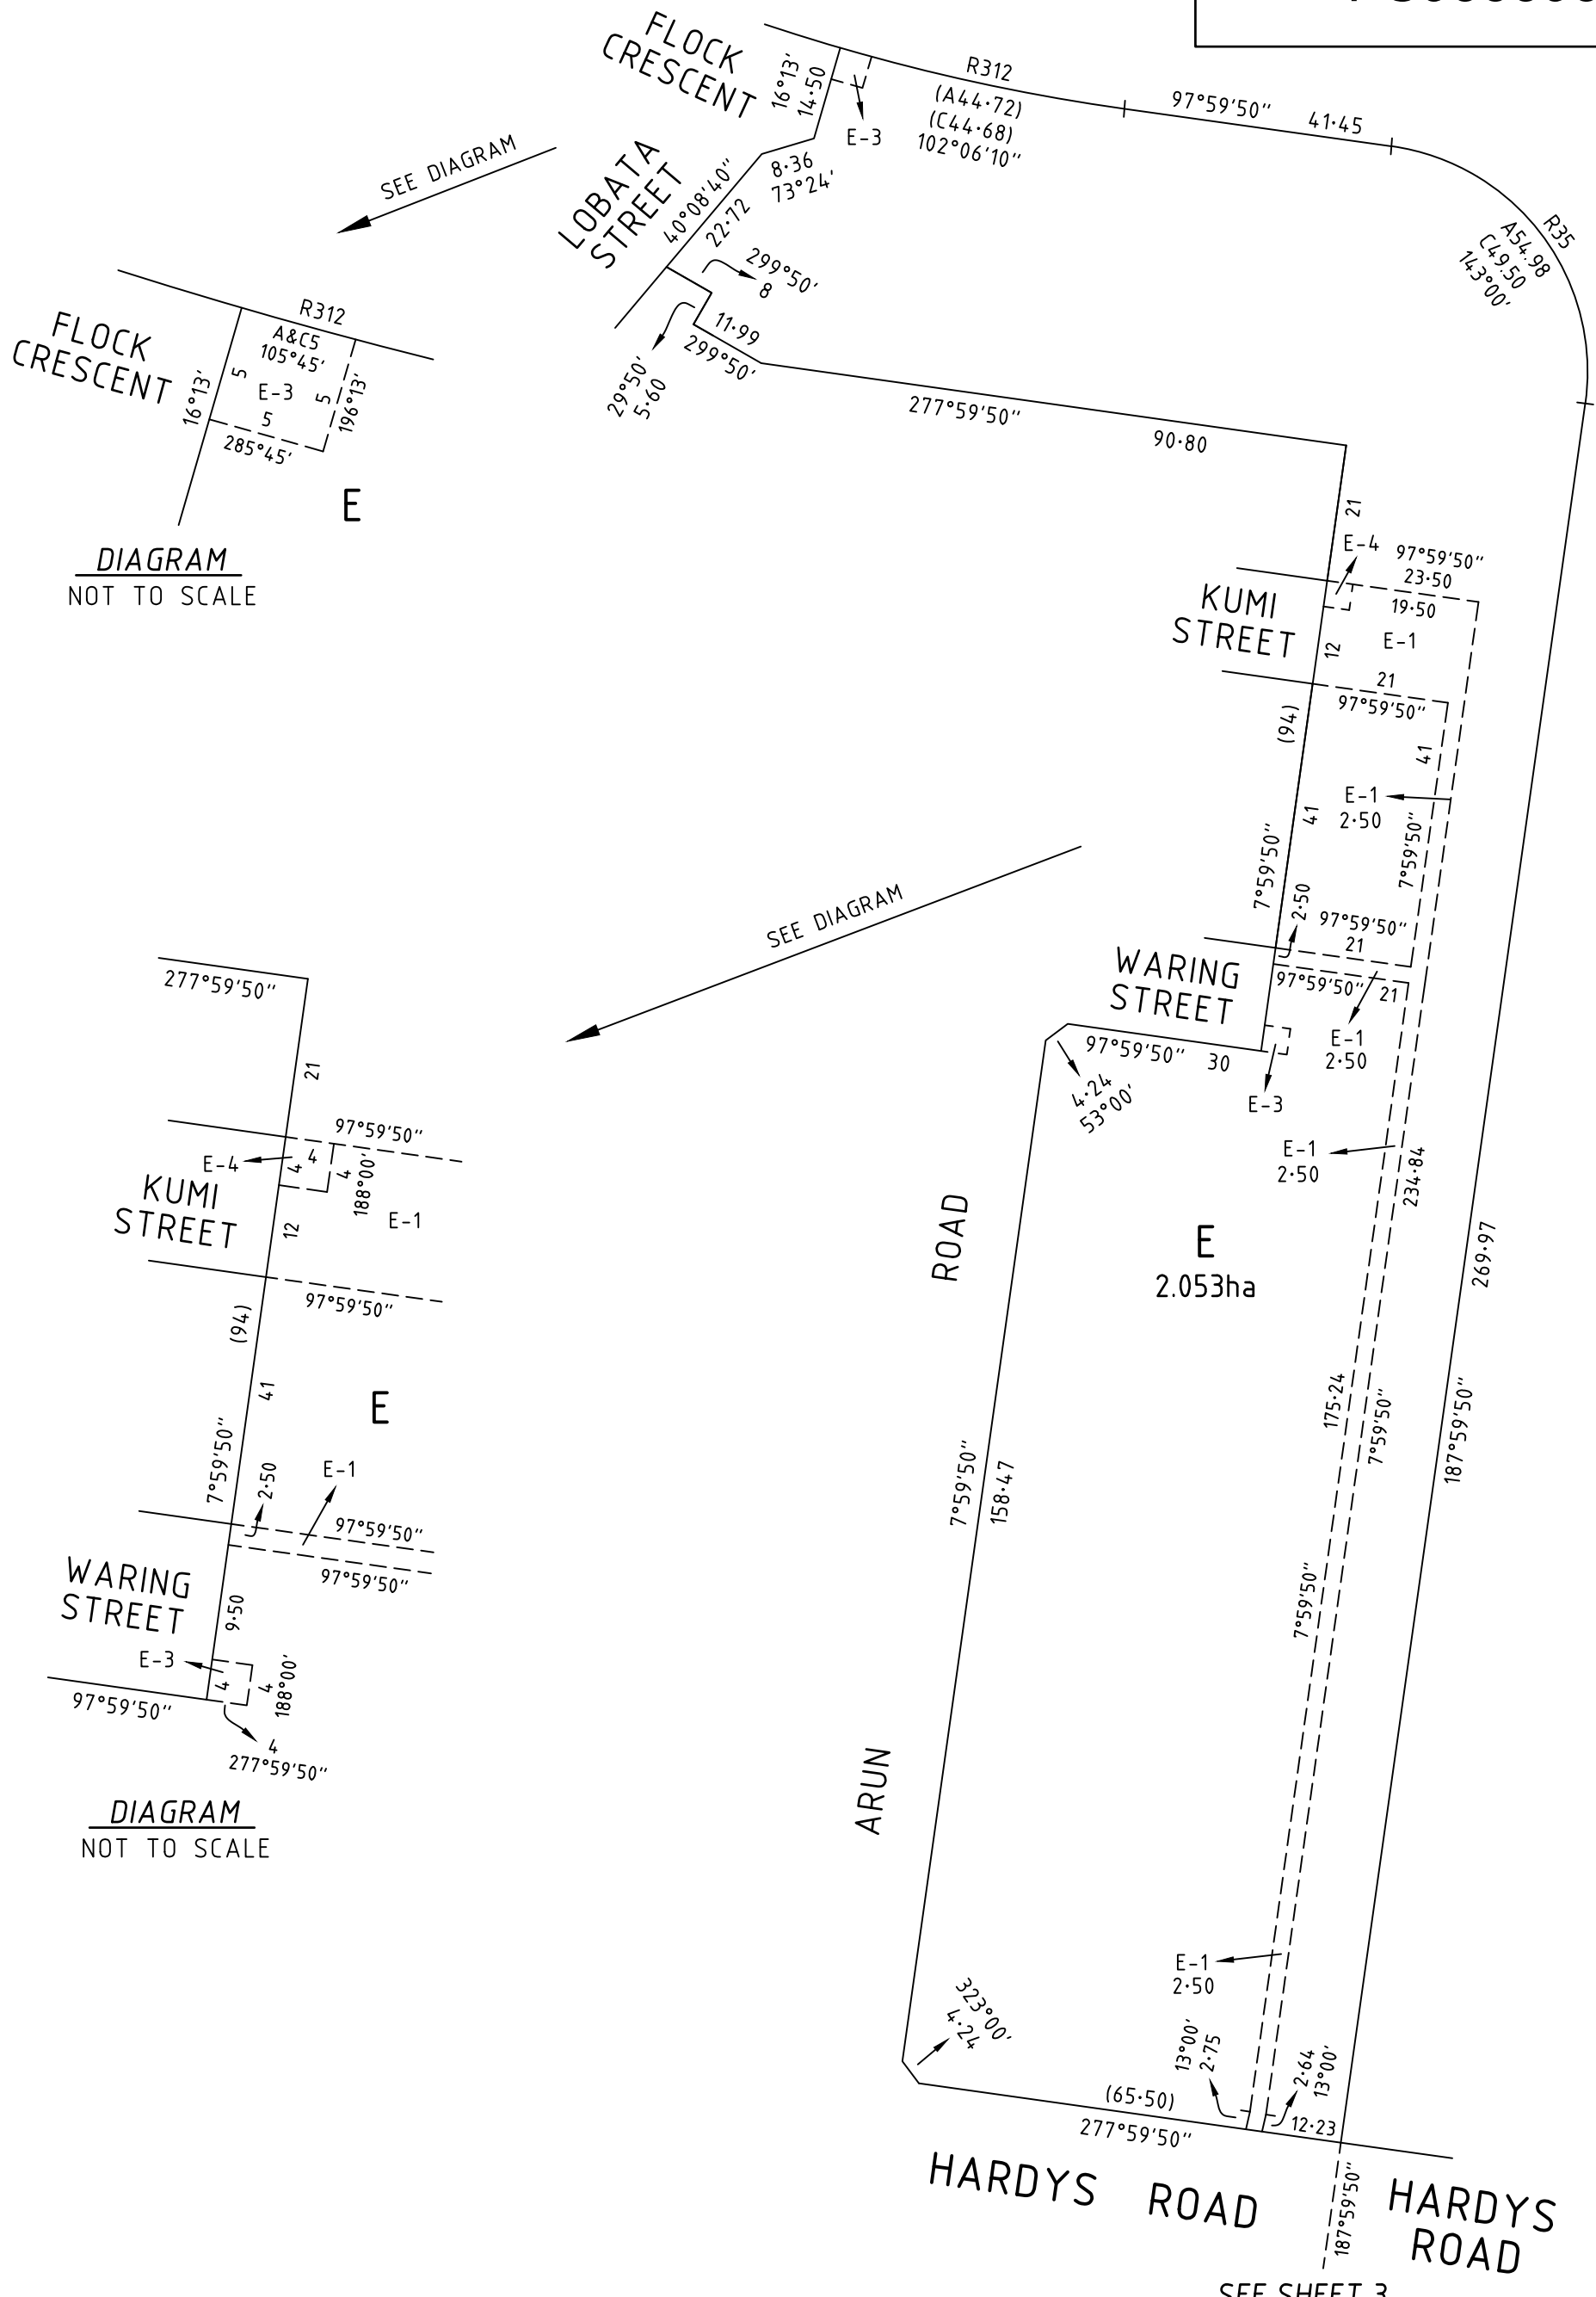 FLOCK
CRESCENT
16°13'
14·50
E-3
R312
(A44·72)
(C44·68)
102°06'10"
97°59'50"
41·45
R35
A54.98
C49.50
143°00'
LOBATA
STREET
40°08'40"
22·72
8·36
73°24'
299°50'
8
11·99
299°50'
29°50'
5·60
277°59'50"
90·80
SEE DIAGRAM
FLOCK
CRESCENT
R312
A&C5
105°45'
16°13'
5
E-3
5
196°13'
5
285°45'
E
DIAGRAM
NOT TO SCALE
21
E-4
97°59'50"
23·50
19·50
KUMI
STREET
E-1
12
21
97°59'50"
(94)
41
E-1
2·50
41
7°59'50"
7°59'50"
2·50
97°59'50"
21
WARING
STREET
97°59'50"
21
E-1
2·50
97°59'50"
30
4·24
53°00'
E-3
E-1
2·50
234·84
SEE DIAGRAM
277°59'50"
21
97°59'50"
E-4
4
4
4
188°00'
KUMI
STREET
12
E-1
97°59'50"
(94)
41
E
7°59'50"
2·50
E-1
97°59'50"
97°59'50"
WARING
STREET
9·50
E-3
4
4
188°00'
97°59'50"
4
277°59'50"
DIAGRAM
NOT TO SCALE
ROAD
E
2.053ha
269·97
175·24
7°59'50"
187°59'50"
7°59'50"
158·47
7°59'50"
ARUN
E-1
2·50
323°00'
4·24
13°00'
2·75
2·64
13°00'
(65·50)
277°59'50"
12·23
HARDYS ROAD
187°59'50"
HARDYS
ROAD
SEE SHEET 3